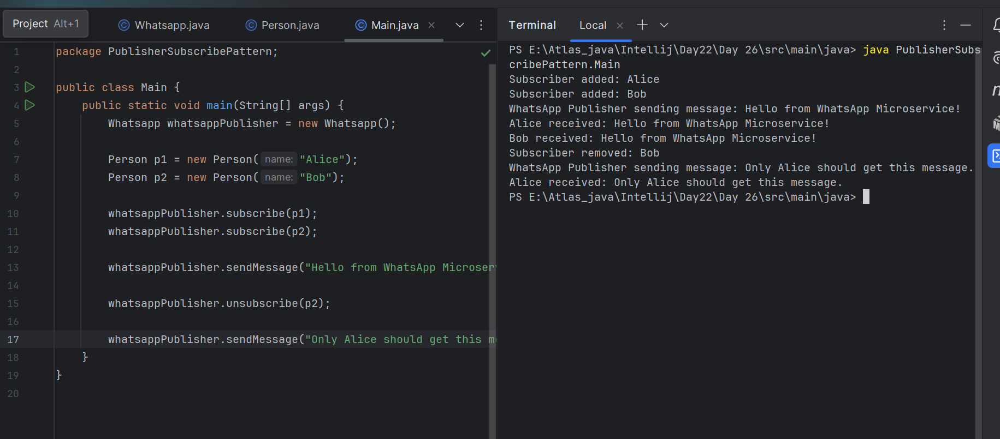 Project Alt+1
Whatsapp.java
Person.java
Main.java
1 package PublisherSubscribePattern;
2
3 public class Main {
4 public static void main(String[] args) {
5 Whatsapp whatsappPublisher = new Whatsapp();
6
7 Person p1 = new Person( name: "Alice");
8 Person p2 = new Person( name: "Bob");
9
10 whatsappPublisher.subscribe(p1);
11 whatsappPublisher.subscribe(p2);
12
13 whatsappPublisher.sendMessage("Hello from WhatsApp Microser
14
15 whatsappPublisher.unsubscribe(p2);
16
17 whatsappPublisher.sendMessage("Only Alice should get this m
18 }
19 }
20
Terminal
Local
PS E:\Atlas_java\Intellij\Day22\Day 26\src\main\java> java PublisherSubs
cribePattern.Main
Subscriber added: Alice
Subscriber added: Bob
WhatsApp Publisher sending message: Hello from WhatsApp Microservice!
Alice received: Hello from WhatsApp Microservice!
Bob received: Hello from WhatsApp Microservice!
Subscriber removed: Bob
WhatsApp Publisher sending message: Only Alice should get this message.
Alice received: Only Alice should get this message.
PS E:\Atlas_java\Intellij\Day22\Day 26\src\main\java>